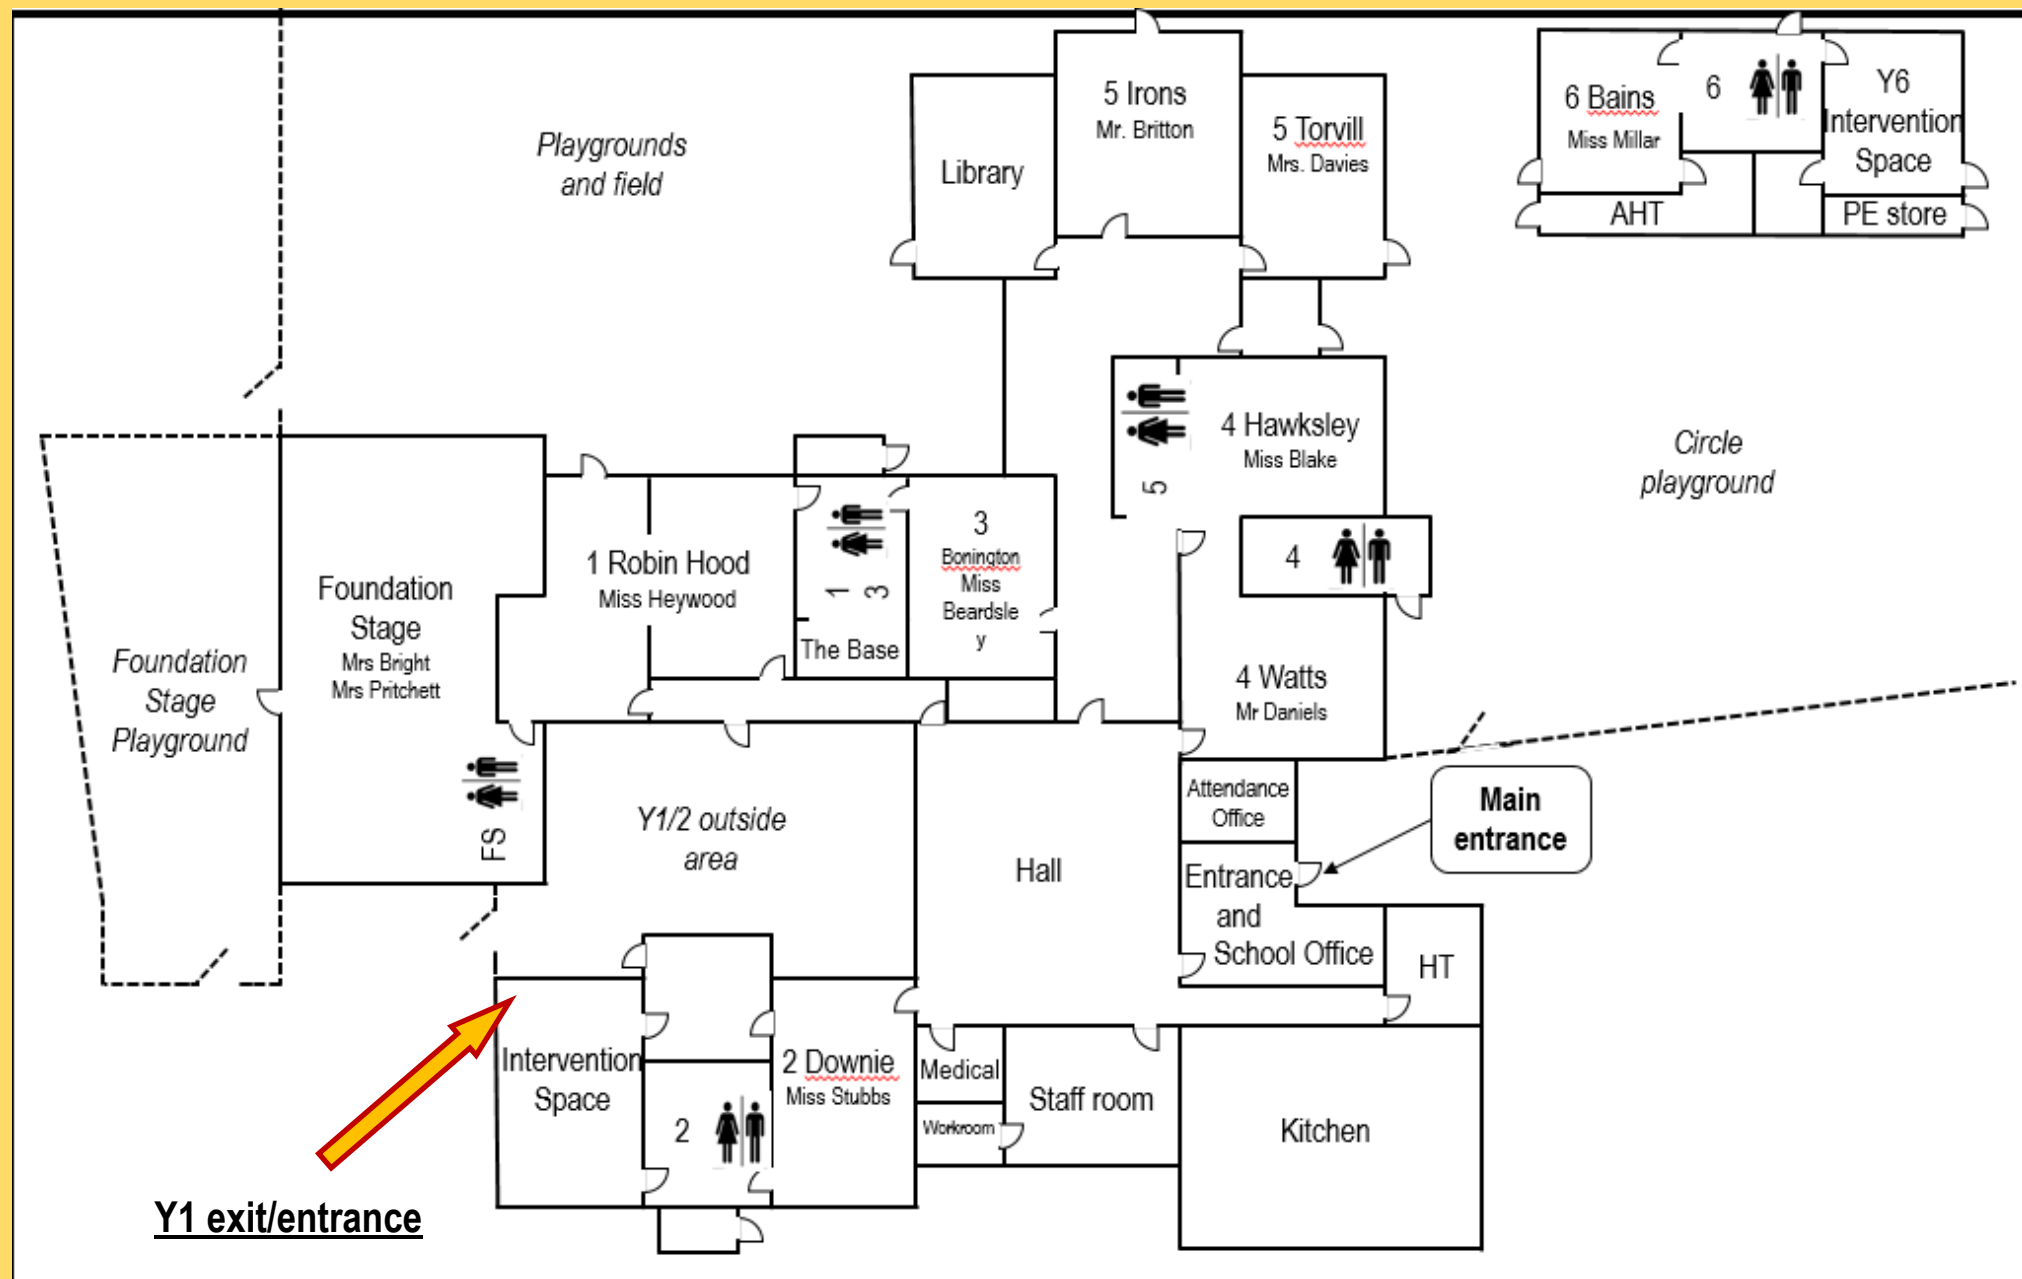 Playgrounds
and field
Library
5 Irons
Mr. Britton
5 Torvill
Mrs. Davies
6 Bains
Miss Millar
6
Y6
Intervention
Space
AHT
PE store
Circle
playground
5
4 Hawksley
Miss Blake
4
4 Watts
Mr Daniels
Foundation
Stage
Playground
Foundation
Stage
Mrs Bright
Mrs Pritchett
FS
1 Robin Hood
Miss Heywood
1
3
The Base
3
Bonington
Miss
Beardsle
y
Y1/2 outside
area
Hall
Attendance
Office
Entrance
and
School Office
Main
entrance
HT
Intervention
Space
2
2 Downie
Miss Stubbs
Medical
Workroom
Staff room
Kitchen
Y1 exit/entrance